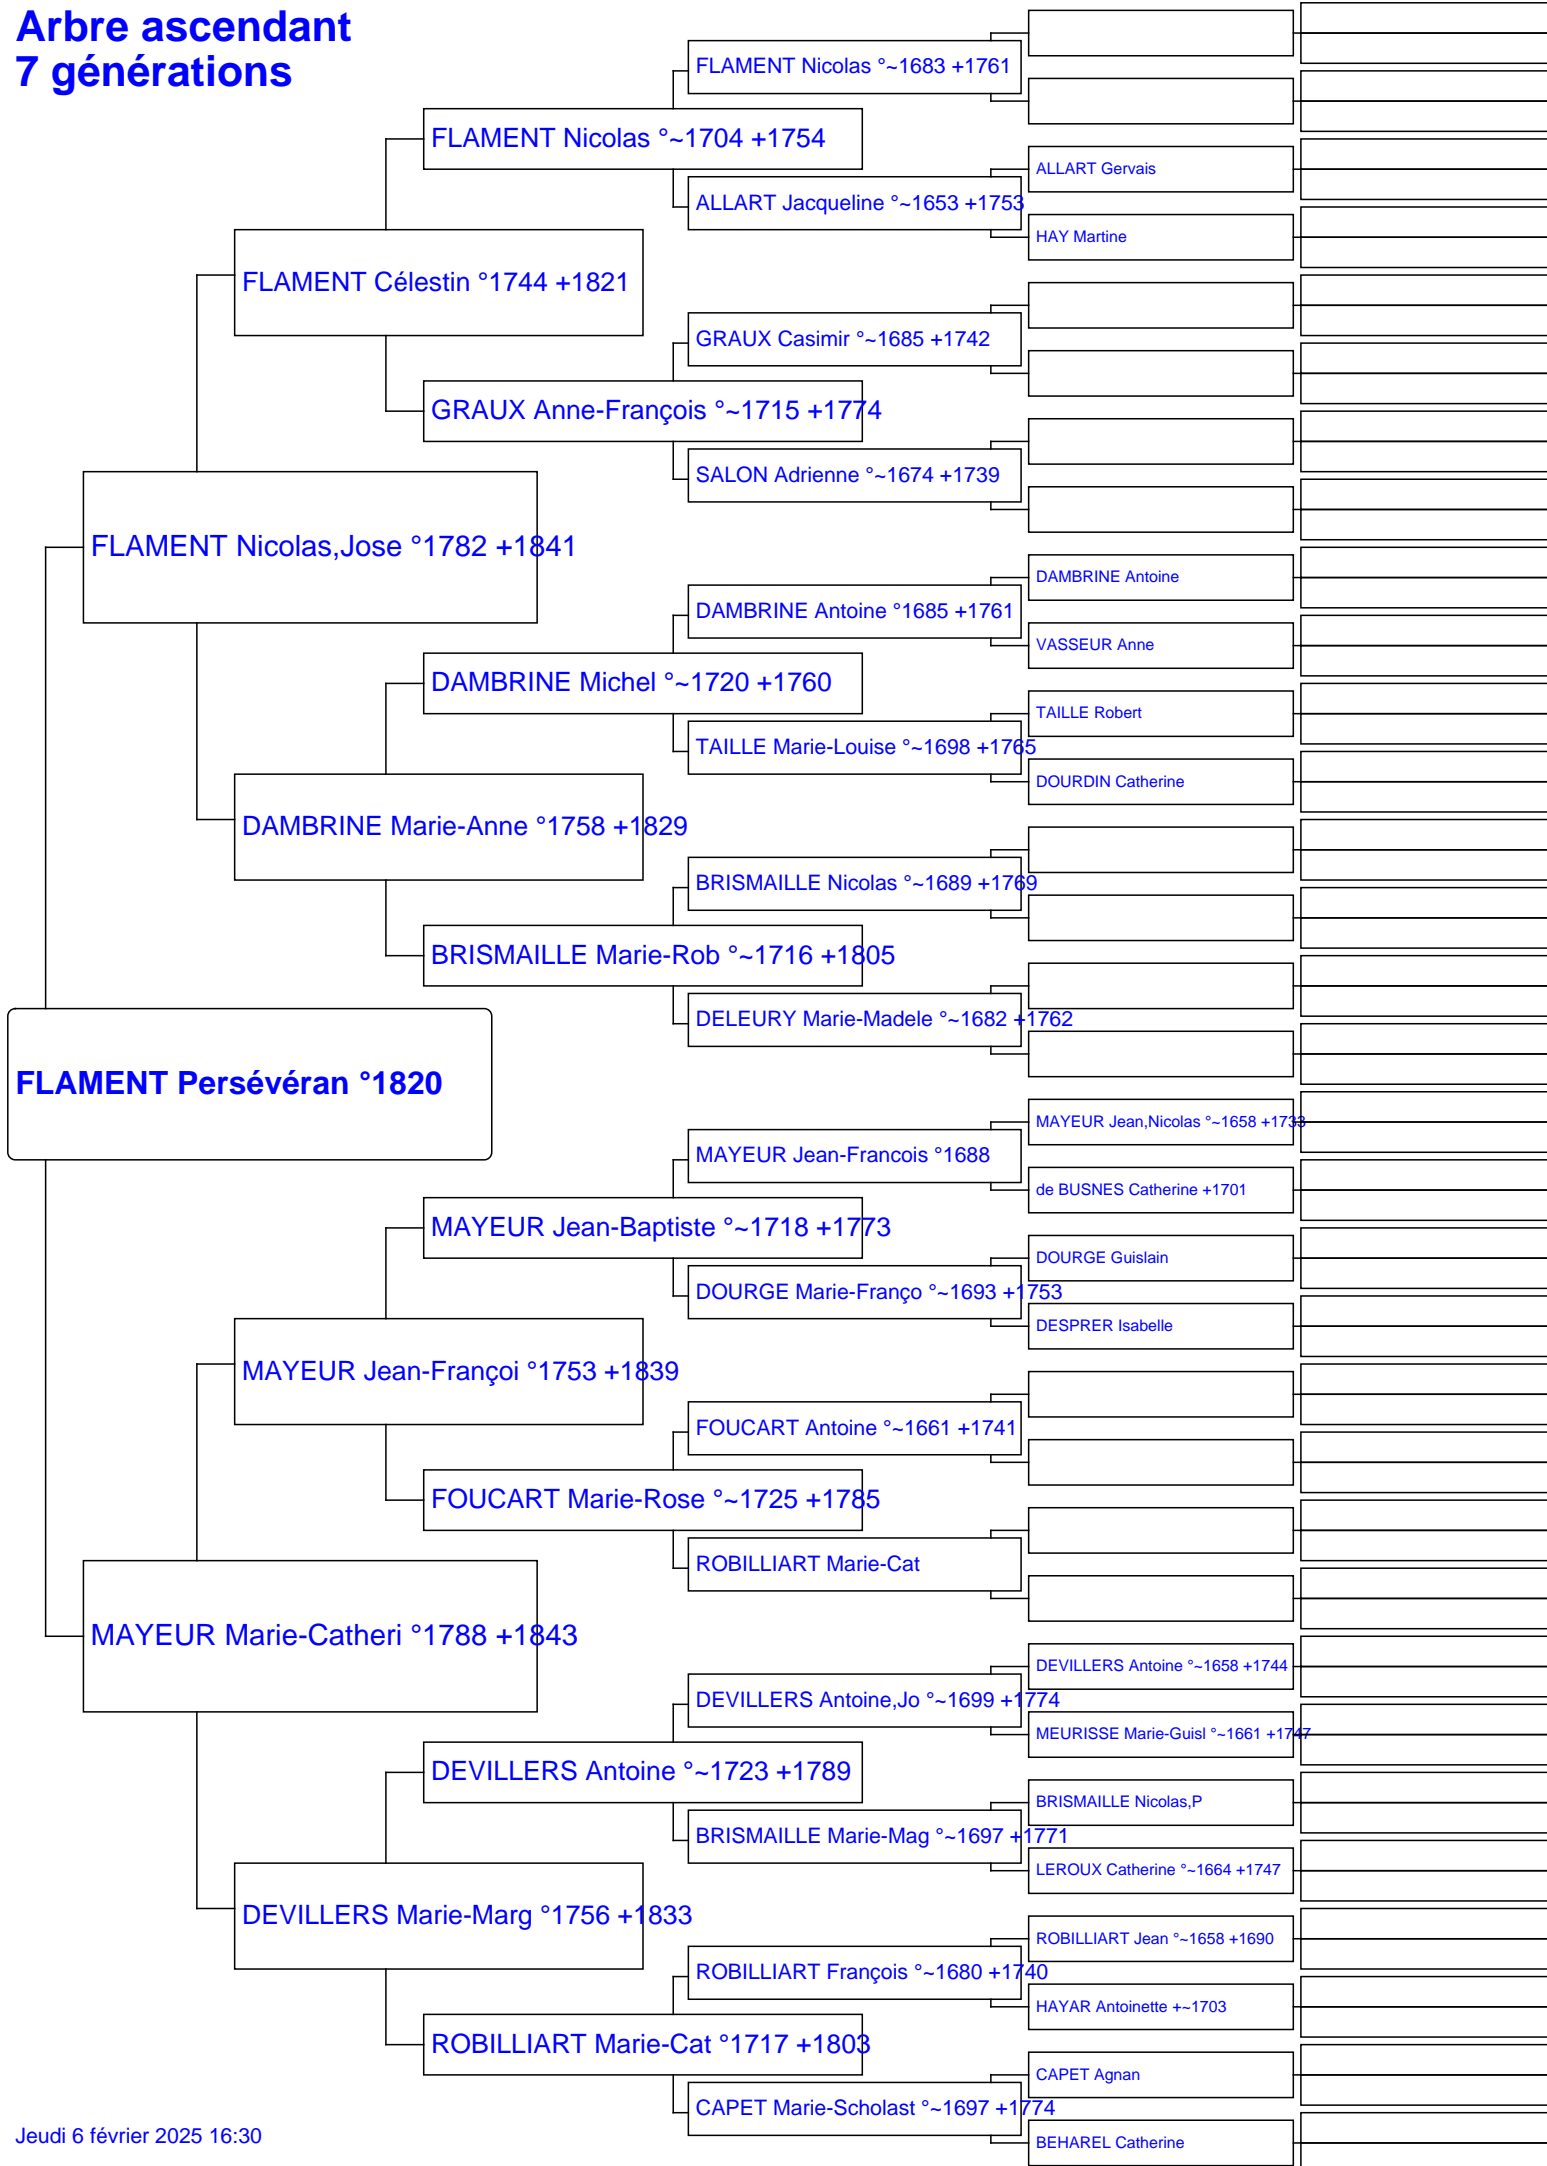 Arbre ascendant
7 générations
FLAMENT Nicolas °~1683 +1761
FLAMENT Nicolas °~1704 +1754
ALLART Gervais
ALLART Jacqueline °~1653 +1753
HAY Martine
FLAMENT Célestin °1744 +1821
GRAUX Casimir °~1685 +1742
GRAUX Anne-François °~1715 +1774
SALON Adrienne °~1674 +1739
FLAMENT Nicolas,Jose °1782 +1841
DAMBRINE Antoine
DAMBRINE Antoine °1685 +1761
VASSEUR Anne
DAMBRINE Michel °~1720 +1760
TAILLE Robert
TAILLE Marie-Louise °~1698 +1765
DOURDIN Catherine
DAMBRINE Marie-Anne °1758 +1829
BRISMAILLE Nicolas °~1689 +1769
BRISMAILLE Marie-Rob °~1716 +1805
DELEURY Marie-Madele °~1682 +1762
FLAMENT Persévéran °1820
MAYEUR Jean,Nicolas °~1658 +1733
MAYEUR Jean-Francois °1688
de BUSNES Catherine +1701
MAYEUR Jean-Baptiste °~1718 +1773
DOURGE Guislain
DOURGE Marie-Franço °~1693 +1753
DESPRER Isabelle
MAYEUR Jean-Françoi °1753 +1839
FOUCART Antoine °~1661 +1741
FOUCART Marie-Rose °~1725 +1785
ROBILLIART Marie-Cat
MAYEUR Marie-Catheri °1788 +1843
DEVILLERS Antoine °~1658 +1744
DEVILLERS Antoine,Jo °~1699 +1774
MEURISSE Marie-Guisl °~1661 +1747
DEVILLERS Antoine °~1723 +1789
BRISMAILLE Nicolas,P
BRISMAILLE Marie-Mag °~1697 +1771
LEROUX Catherine °~1664 +1747
DEVILLERS Marie-Marg °1756 +1833
ROBILLIART Jean °~1658 +1690
ROBILLIART François °~1680 +1740
HAYAR Antoinette +~1703
ROBILLIART Marie-Cat °1717 +1803
CAPET Agnan
CAPET Marie-Scholast °~1697 +1774
BEHAREL Catherine
Jeudi 6 février 2025 16:30